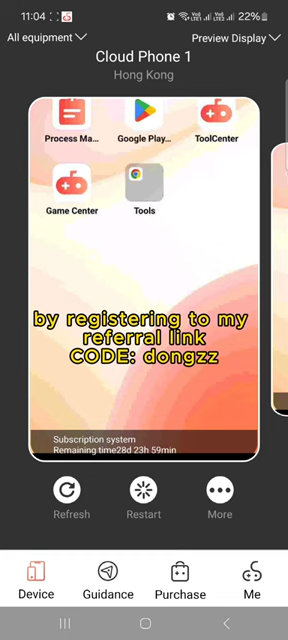 11:04 22%
All equipment Preview Display
Cloud Phone 1
Hong Kong
Process Ma... Google Play... ToolCenter
Game Center Tools
by registering to my
referral link
CODE: dongzz
Subscription system
Remaining time28d 23h 59min
Refresh Restart More
Device Guidance Purchase Me